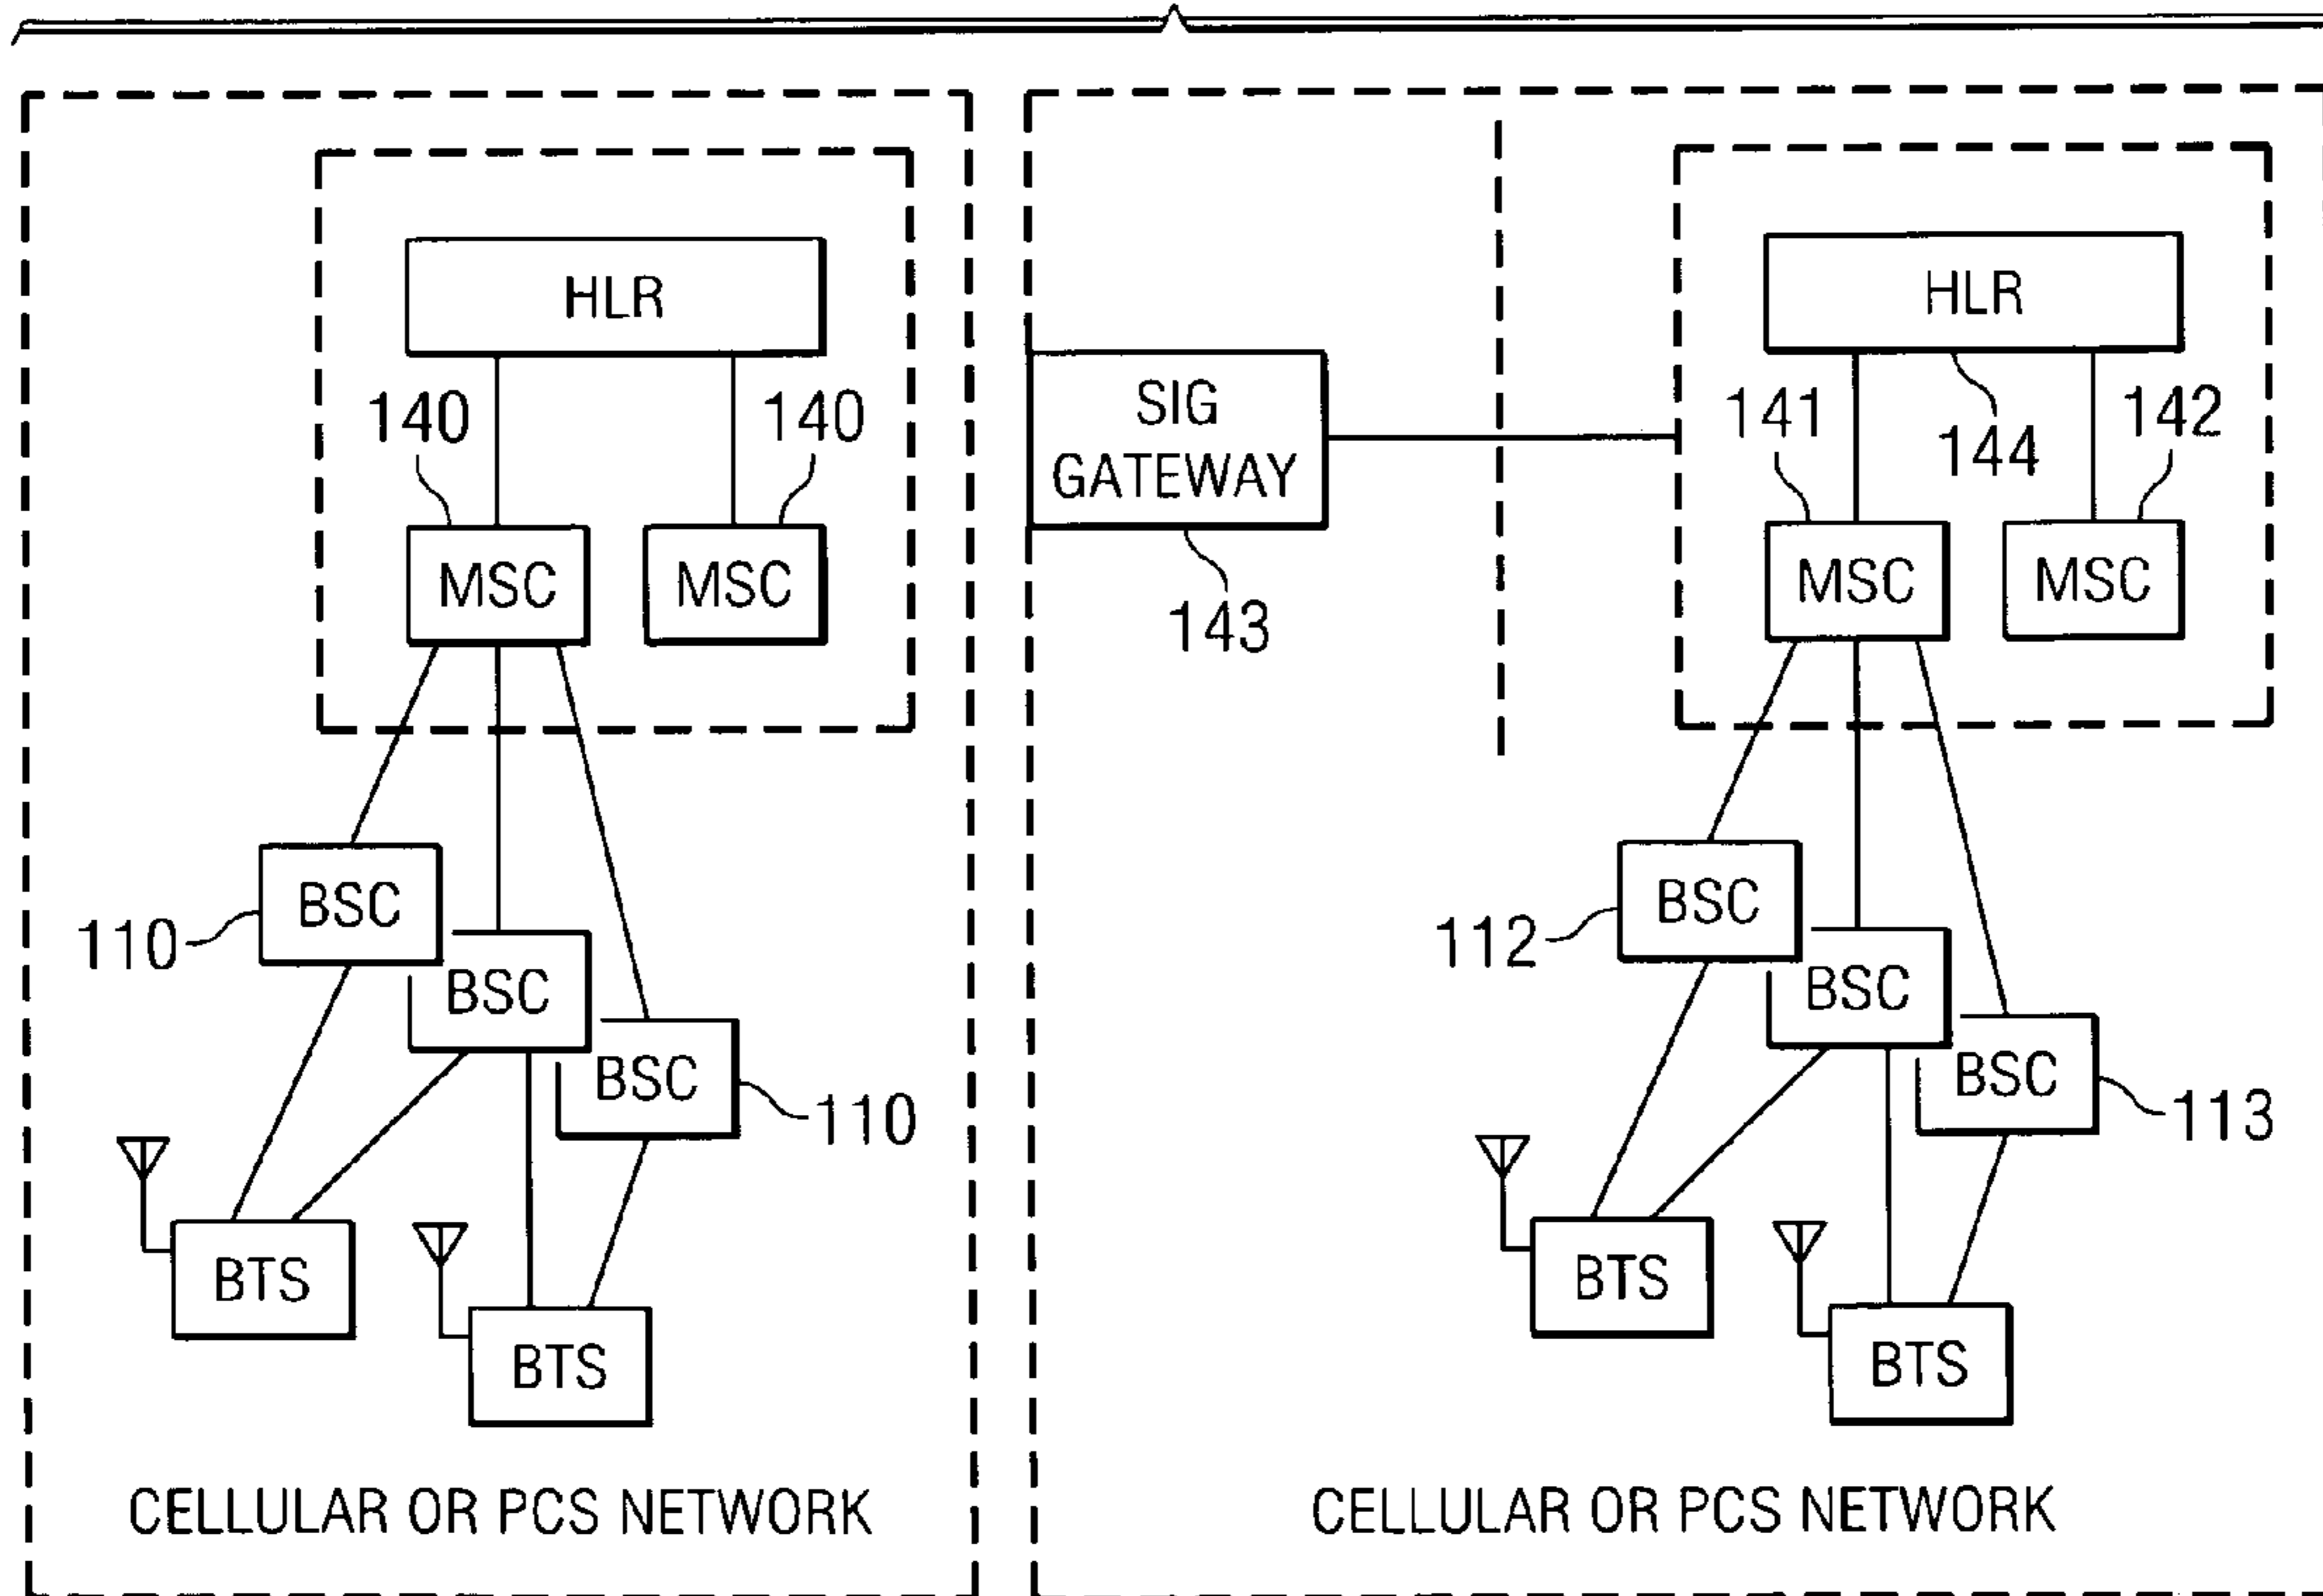 HLR
140
140
MSC
MSC
BSC
110
BSC
BSC
110
BTS
BTS
CELLULAR OR PCS NETWORK
SIG
GATEWAY
143
HLR
141
144
142
MSC
MSC
BSC
112
BSC
BSC
113
BTS
BTS
CELLULAR OR PCS NETWORK